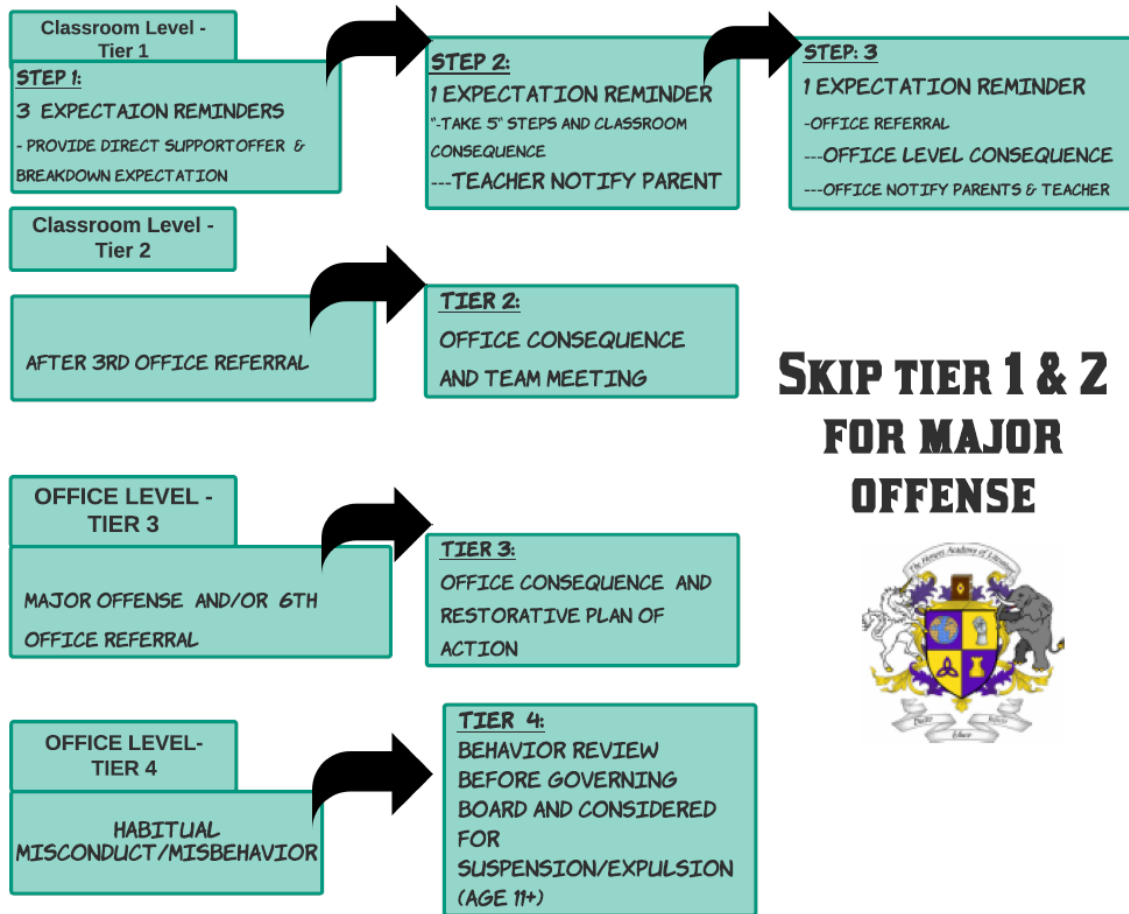 Classroom Level -
Tier 1
STEP 1:
3 EXPECTAION REMINDERS
- PROVIDE DIRECT SUPPORTOFFER &
BREAKDOWN EXPECTATION
STEP 2:
1 EXPECTATION REMINDER
"-TAKE 5" STEPS AND CLASSROOM
CONSEQUENCE
---TEACHER NOTIFY PARENT
STEP: 3
1 EXPECTATION REMINDER
-OFFICE REFERRAL
---OFFICE LEVEL CONSEQUENCE
---OFFICE NOTIFY PARENTS & TEACHER
Classroom Level -
Tier 2
AFTER 3RD OFFICE REFERRAL
TIER 2:
OFFICE CONSEQUENCE
AND TEAM MEETING
SKIP TIER 1 & 2
FOR MAJOR
OFFENSE
OFFICE LEVEL -
TIER 3
MAJOR OFFENSE AND/OR 6TH
OFFICE REFERRAL
TIER 3:
OFFICE CONSEQUENCE AND
RESTORATIVE PLAN OF
ACTION
The Honors Academy of Literature
OFFICE LEVEL-
TIER 4
HABITUAL
MISCONDUCT/MISBEHAVIOR
TIER 4:
BEHAVIOR REVIEW
BEFORE GOVERNING
BOARD AND CONSIDERED
FOR
SUSPENSION/EXPULSION
(AGE 11+)